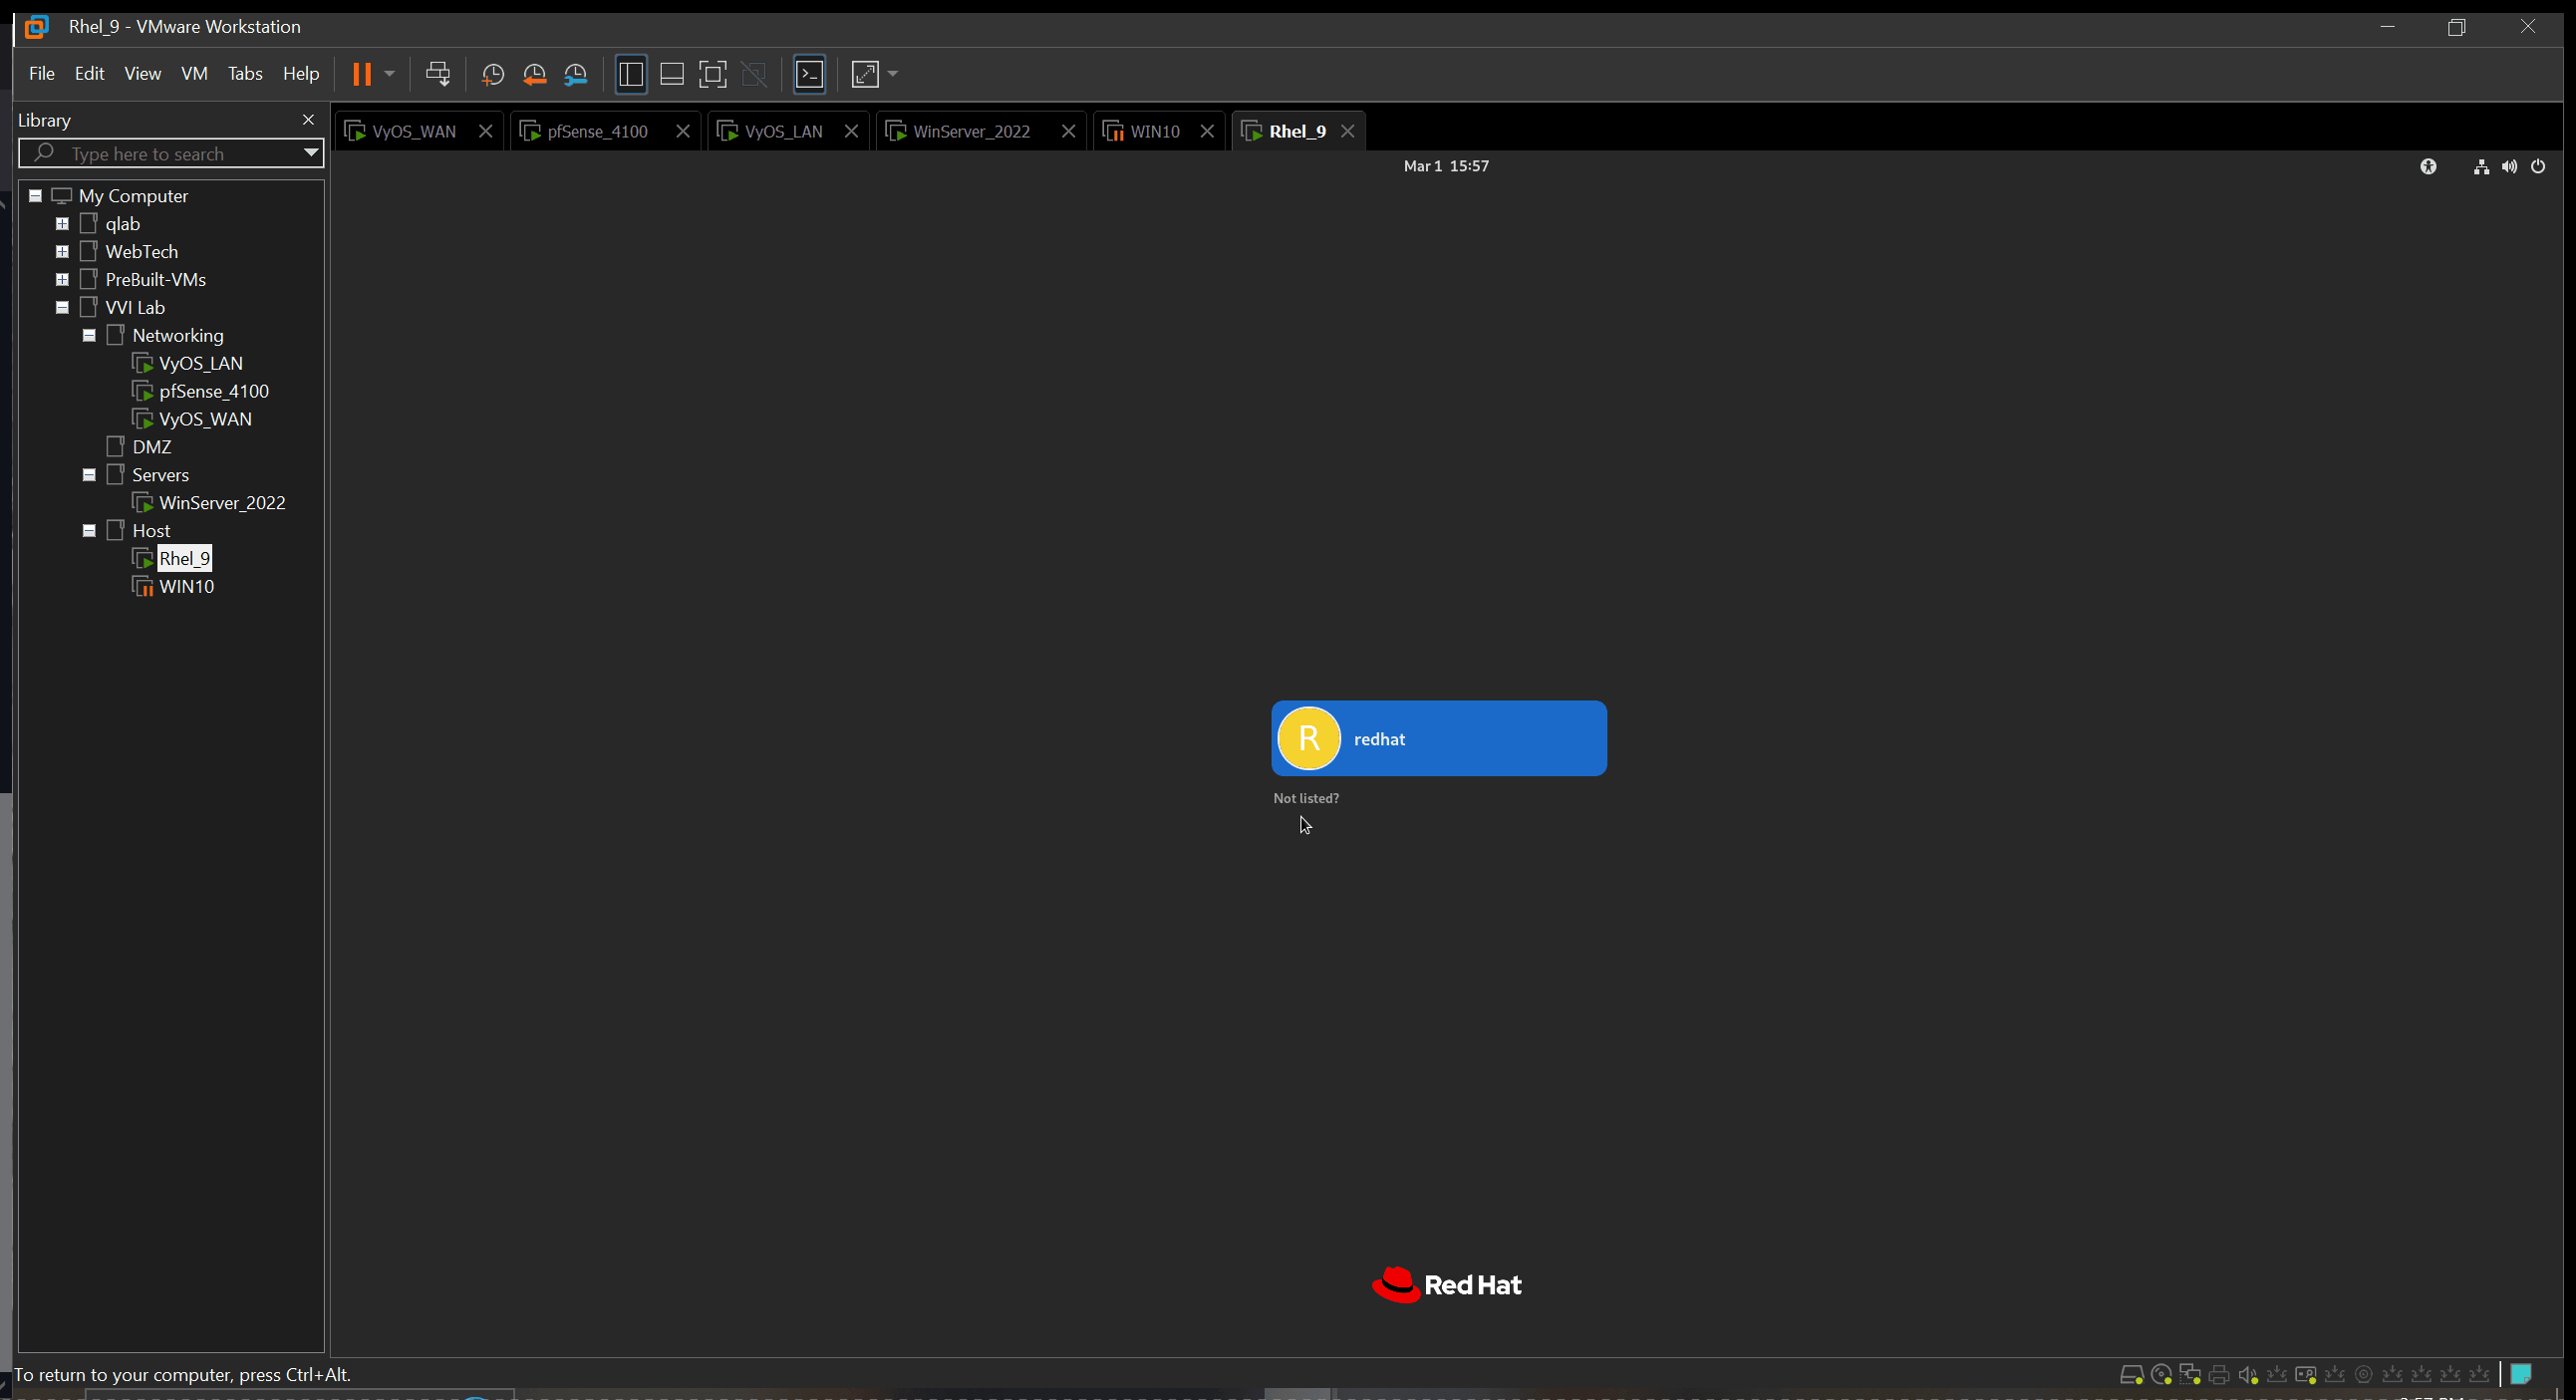 Rhel_9 - VMware Workstation
File Edit View VM Tabs Help
Library
Type here to search
VyOS_WAN pfSense_4100 VyOS_LAN WinServer_2022 WIN10 Rhel_9
Mar 1 15:57
My Computer
qlab
WebTech
PreBuilt-VMs
VVI Lab
Networking
VyOS_LAN
pfSense_4100
VyOS_WAN
DMZ
Servers
WinServer_2022
Host
Rhel_9
WIN10
R redhat
Not listed?
Red Hat
To return to your computer, press Ctrl+Alt.